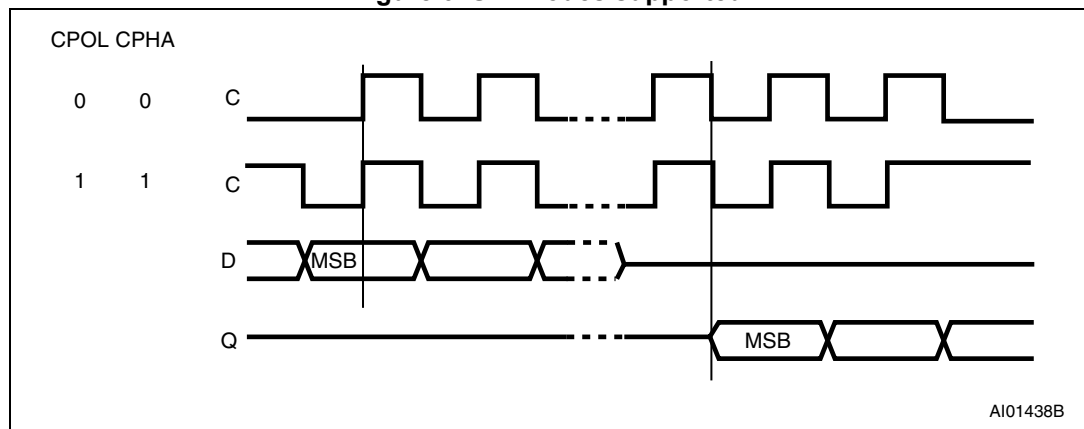 CPOL CPHA
0 0 C
1 1 C
D MSB
Q MSB
AI01438B